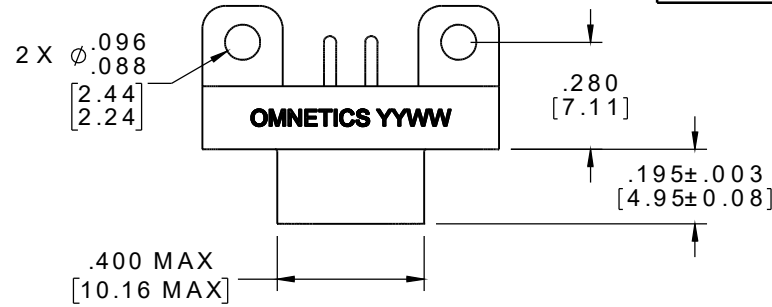 2 X ⌀ .096
.088
[2.44]
[2.24]
.280
[7.11]
OMNETICS YYWW
.195±.003
[4.95±0.08]
.400 MAX
[10.16 MAX]